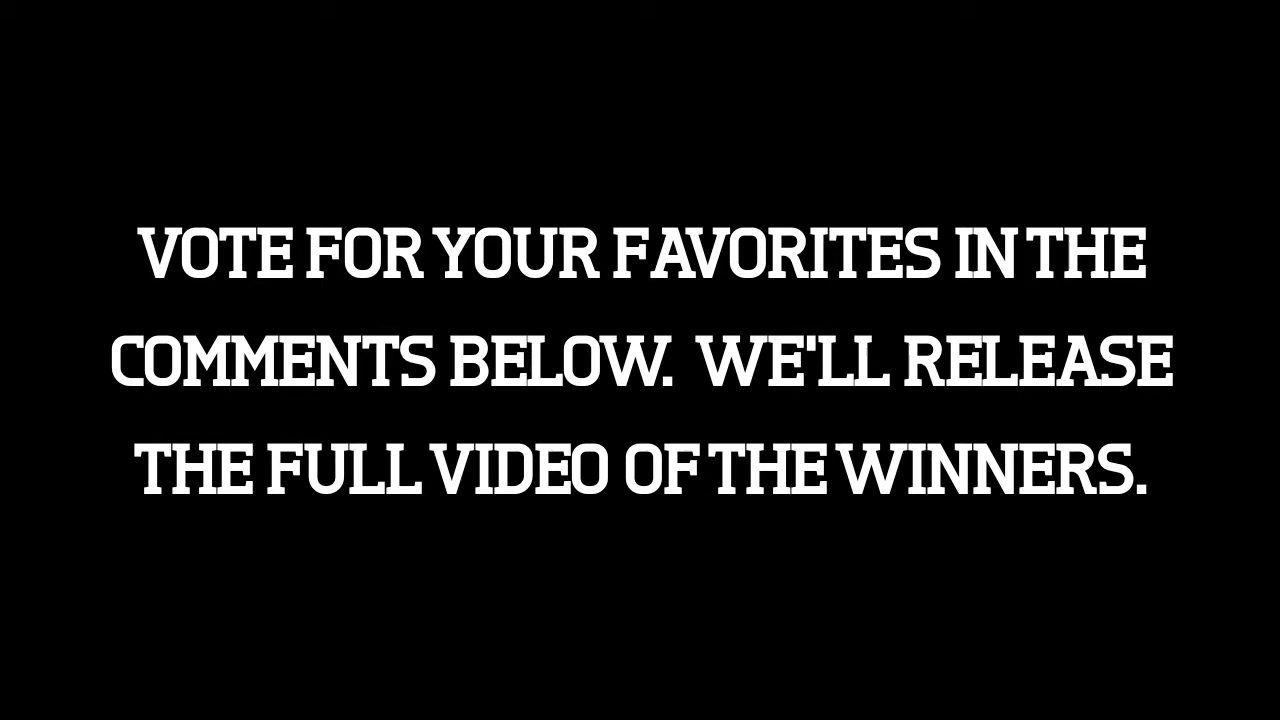 VOTE FOR YOUR FAVORITES IN THE
COMMENTS BELOW. WE'LL RELEASE
THE FULL VIDEO OF THE WINNERS.